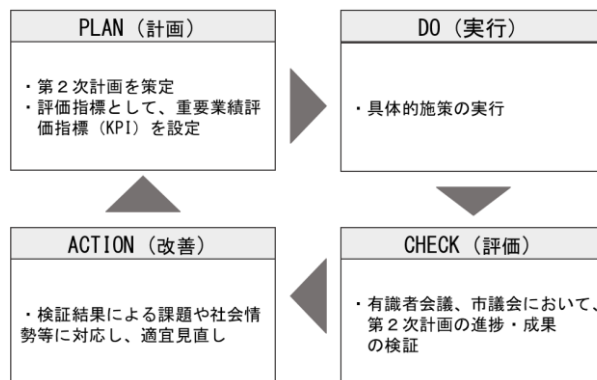 PLAN（計画）
・第２次計画を策定
・評価指標として、重要業績評
価指標（KPI）を設定
DO（実行）
・具体的施策の実行
ACTION（改善）
・検証結果による課題や社会情
勢等に対応し、適宜見直し
CHECK（評価）
・有識者会議、市議会において、
第２次計画の進捗・成果
の検証